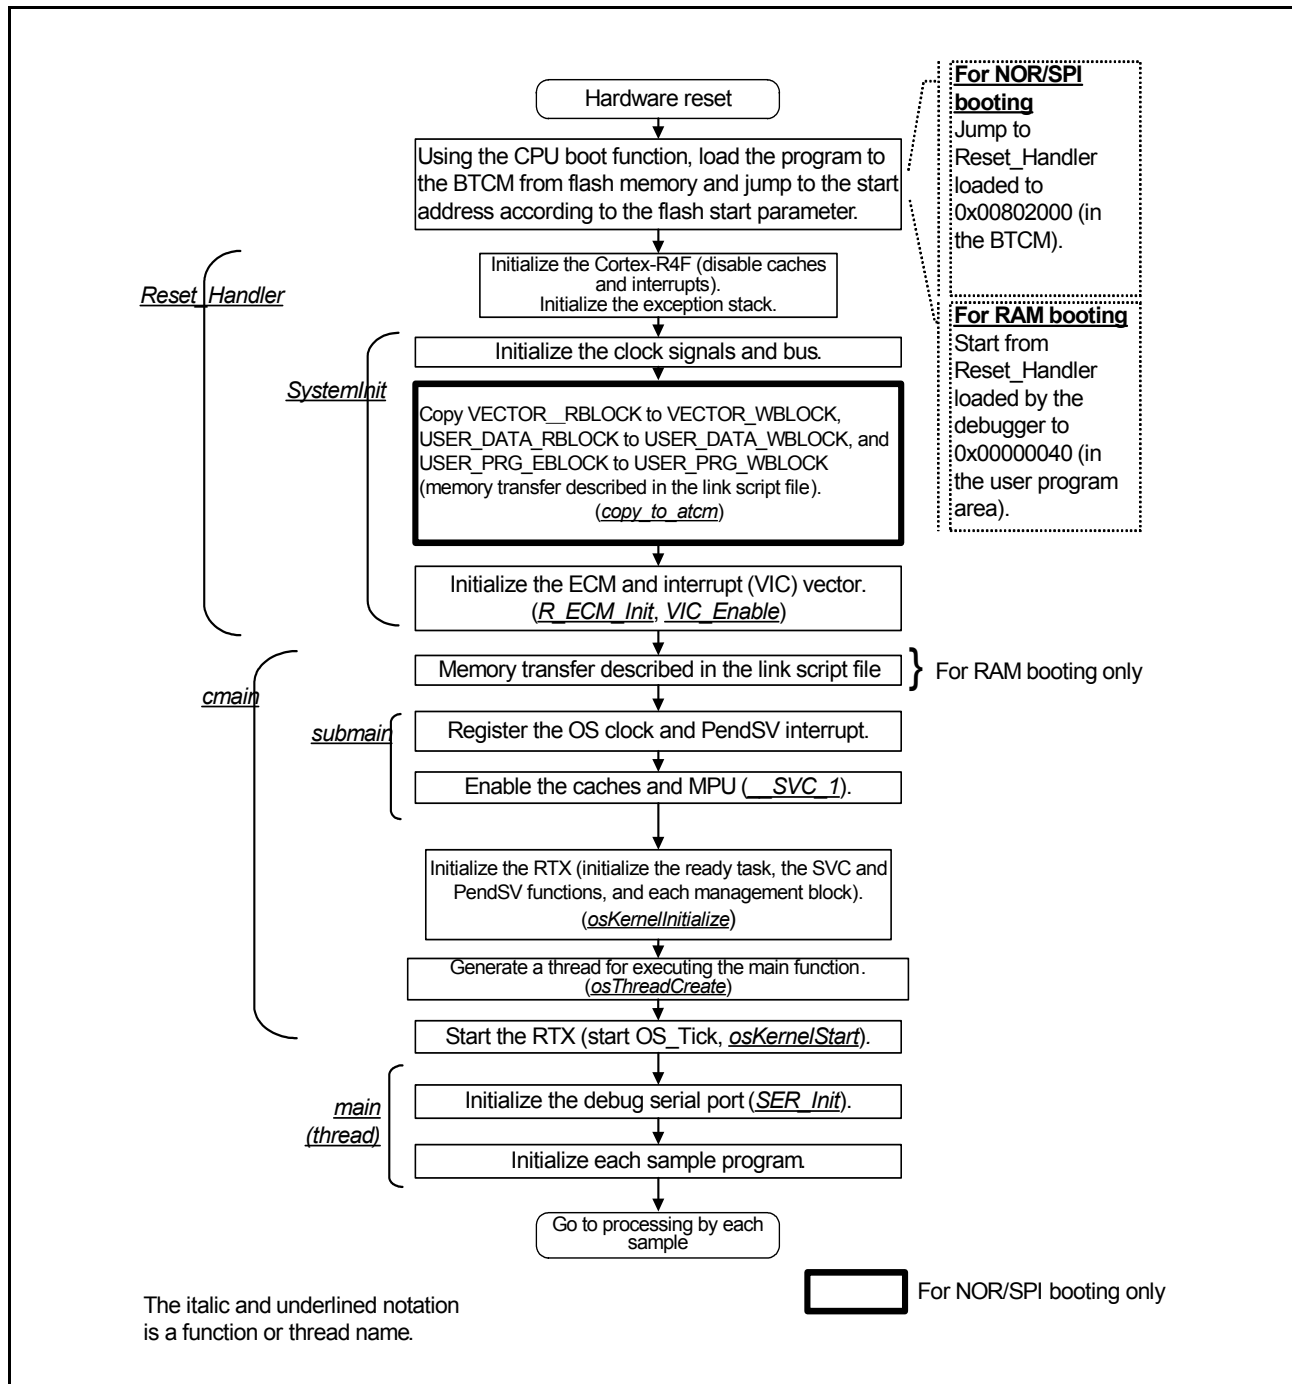 Hardware reset
Using the CPU boot function, load the program to
the BTCM from flash memory and jump to the start
address according to the flash start parameter.
For NOR/SPI
booting
Jump to
Reset_Handler
loaded to
0x00802000 (in
the BTCM).
For RAM booting
Start from
Reset_Handler
loaded by the
debugger to
0x00000040 (in
the user program
area).
Reset_Handler
Initialize the Cortex-R4F (disable caches
and interrupts).
Initialize the exception stack.
SystemInit
Initialize the clock signals and bus.
Copy VECTOR__RBLOCK to VECTOR_WBLOCK,
USER_DATA_RBLOCK to USER_DATA_WBLOCK, and
USER_PRG_EBLOCK to USER_PRG_WBLOCK
(memory transfer described in the link script file).
(copy_to_atcm)
Initialize the ECM and interrupt (VIC) vector.
(R_ECM_Init, VIC_Enable)
cmain
Memory transfer described in the link script file
} For RAM booting only
submain
Register the OS clock and PendSV interrupt.
Enable the caches and MPU (__SVC_1).
Initialize the RTX (initialize the ready task, the SVC and
PendSV functions, and each management block).
(osKernelInitialize)
Generate a thread for executing the main function.
(osThreadCreate)
Start the RTX (start OS_Tick, osKernelStart).
main
(thread)
Initialize the debug serial port (SER_Init).
Initialize each sample program.
Go to processing by each
sample
For NOR/SPI booting only
The italic and underlined notation
is a function or thread name.